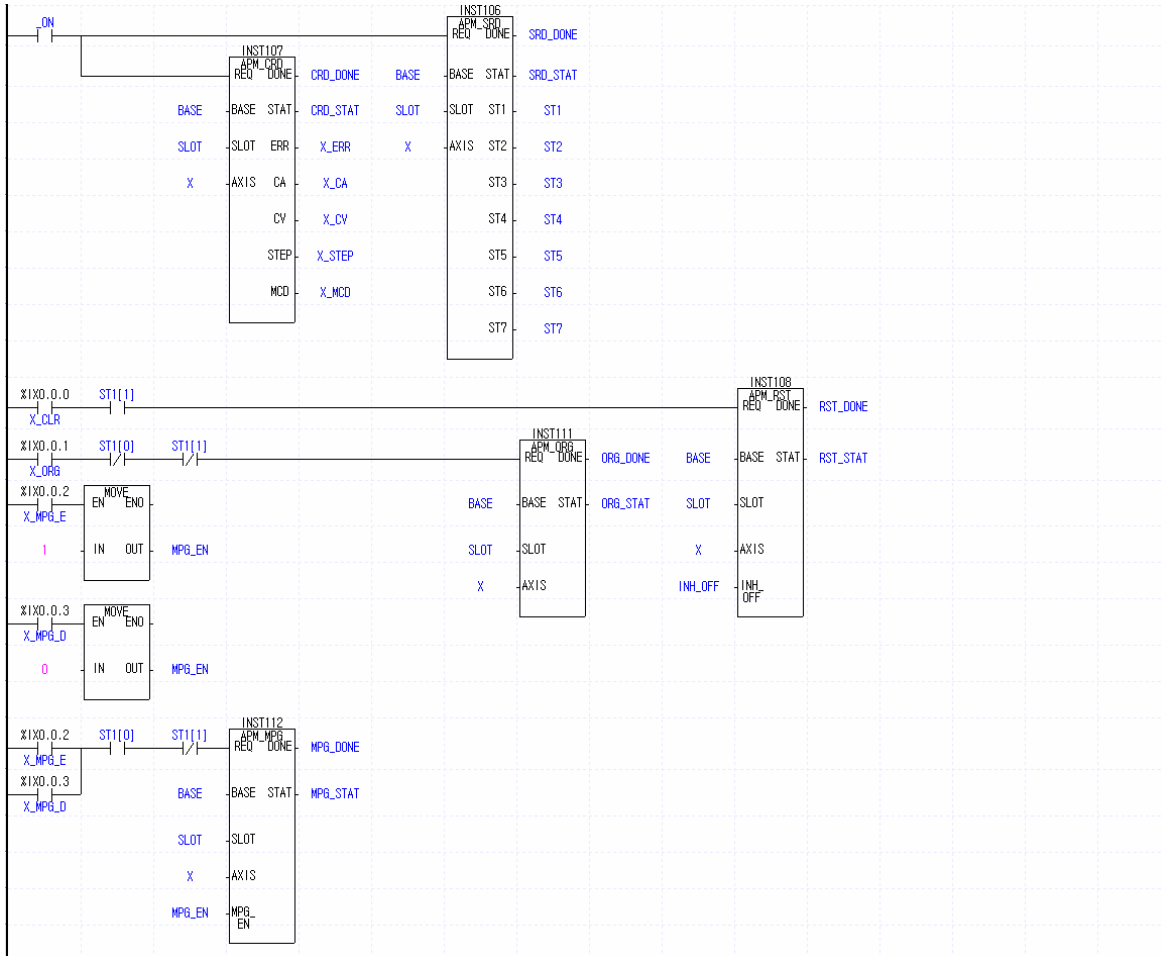 INST106
_ON APM_SRD
REQ DONE SRD_DONE
INST107
APM_CRD
REQ DONE CRD_DONE BASE BASE STAT SRD_STAT
BASE BASE STAT CRD_STAT SLOT SLOT ST1 ST1
SLOT SLOT ERR X_ERR X AXIS ST2 ST2
X AXIS CA X_CA ST3 ST3
CV X_CV ST4 ST4
STEP X_STEP ST5 ST5
MCD X_MCD ST6 ST6
ST7 ST7
INST108
%IX0.0.0 ST1[1] APM_RST
REQ DONE RST_DONE
X_CLR
INST111
%IX0.0.1 ST1[0] ST1[1] APM_ORG
REQ DONE ORG_DONE BASE BASE STAT RST_STAT
X_ORG
%IX0.0.2 MOVE
EN ENO BASE BASE STAT ORG_STAT SLOT SLOT
X_MPG_E
1 IN OUT MPG_EN SLOT SLOT X AXIS
X AXIS INH_OFF INH_
OFF
%IX0.0.3 MOVE
EN ENO
X_MPG_D
0 IN OUT MPG_EN
INST112
%IX0.0.2 ST1[0] ST1[1] APM_MPG
REQ DONE MPG_DONE
X_MPG_E
%IX0.0.3
BASE BASE STAT MPG_STAT
X_MPG_D
SLOT SLOT
X AXIS
MPG_EN MPG_
EN